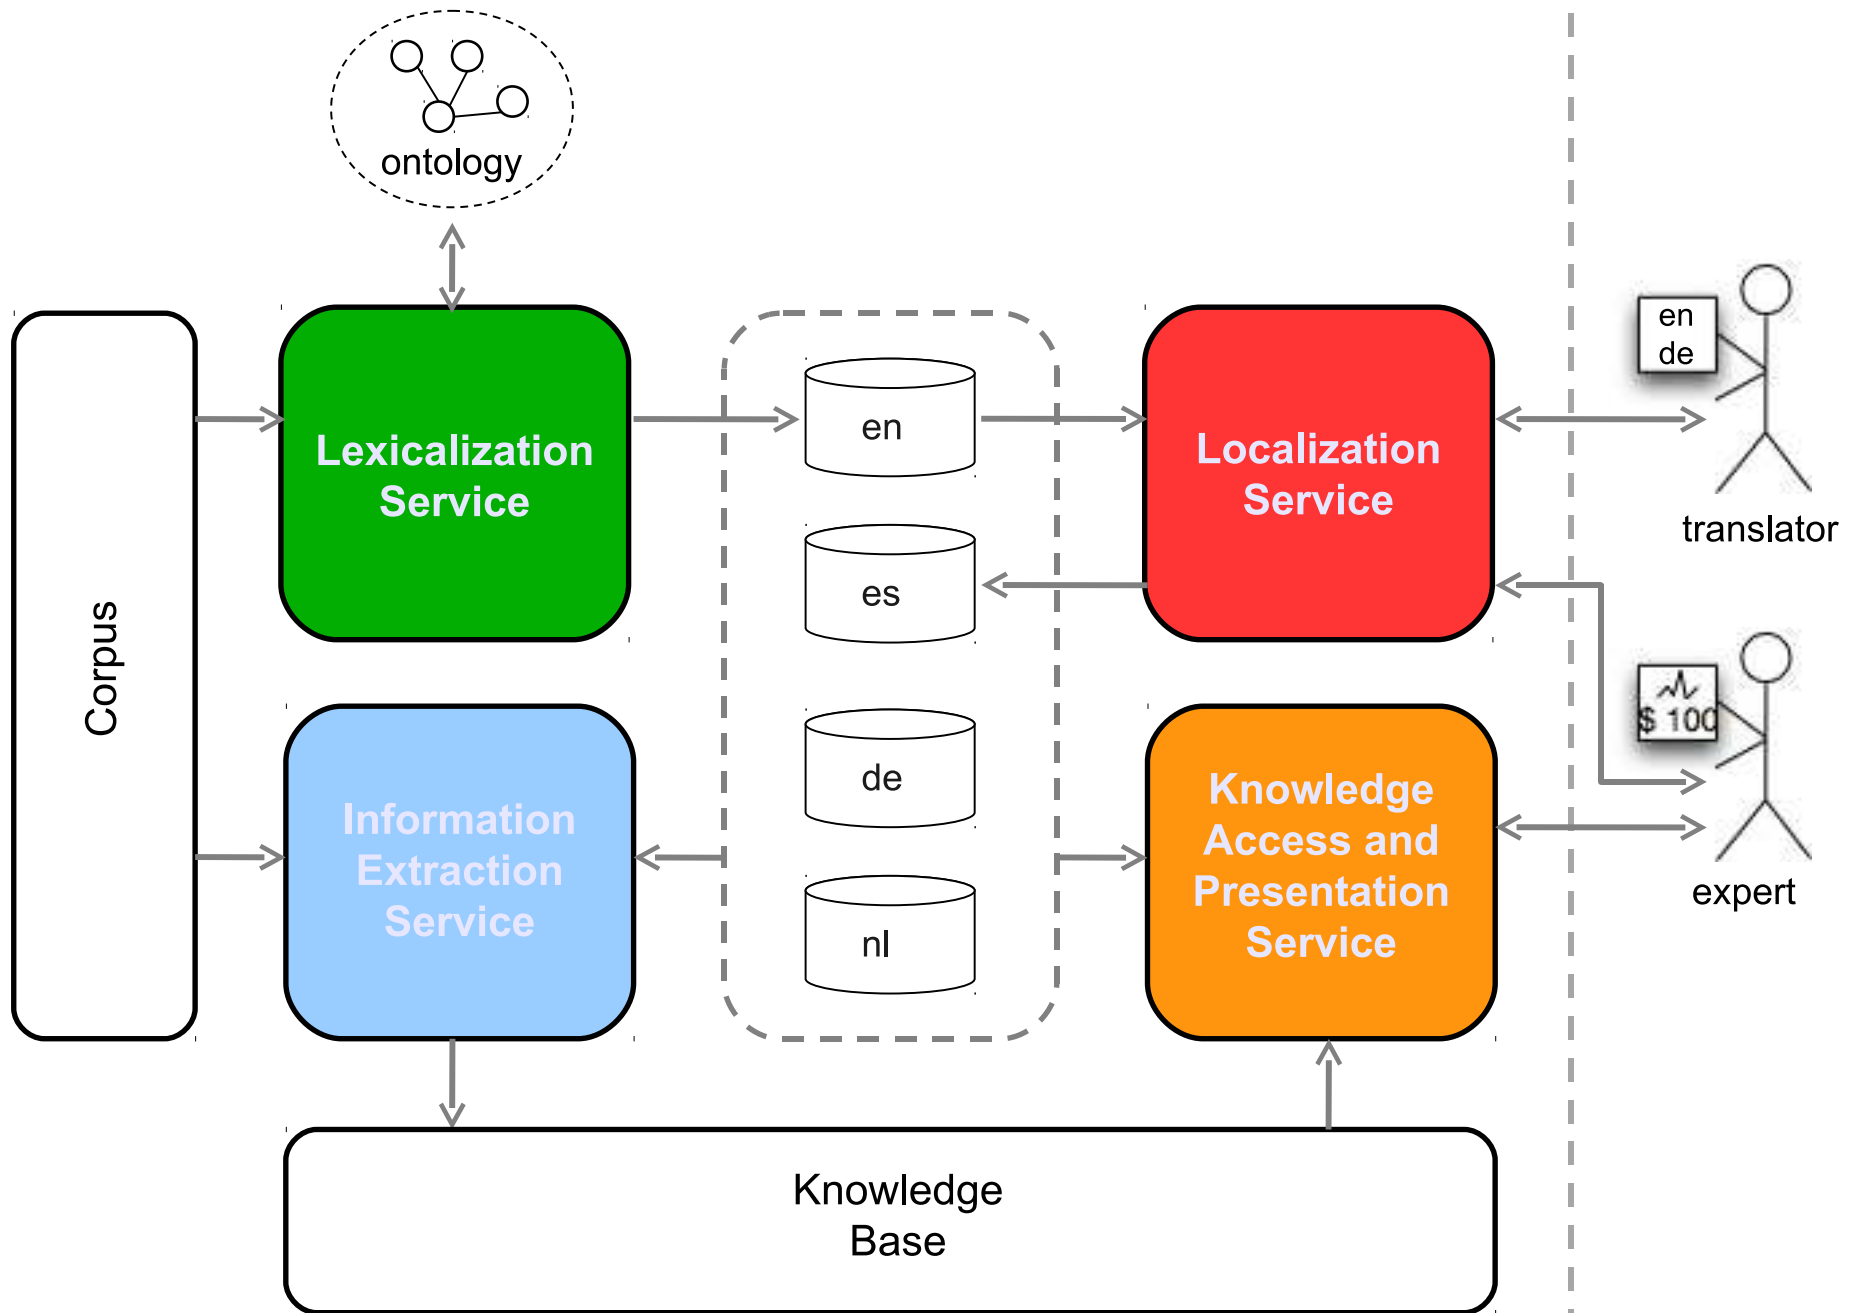 ontology
Corpus
Lexicalization
Service
en
es
de
nl
Localization
Service
en
de
translator
Information
Extraction
Service
Knowledge
Access and
Presentation
Service
$ 100
expert
Knowledge
Base